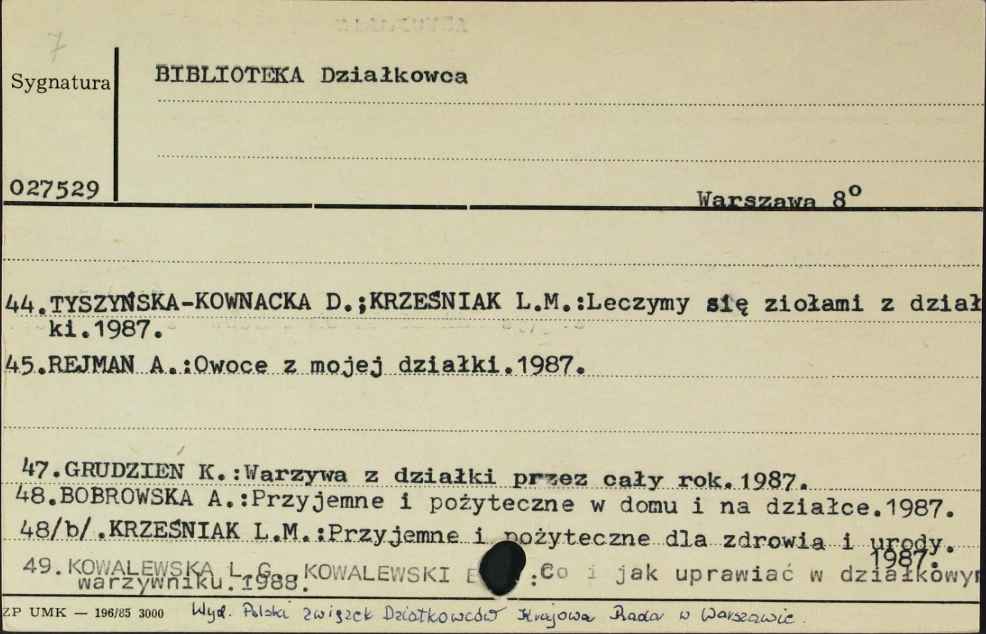 7
BIBLIOTEKA Działkowca
Sygnatura
027529
Warszawa 8°
44.TYSZYŃSKA-KOWNACKA D.;KRZEŚNIAK L.M.:Leczymy się ziołami z dział
ki.1987.
45.REJMAN A.:Owoce z mojej działki.1987.
47.GRUDZIEŃ K.:Warzywa z działki przez cały rok.1987.
48.BOBROWSKA A.:Przyjemne i pożyteczne w domu i na działce.1987.
48/b/.KRZEŚNIAK L.M.:Przyjemne i pożyteczne dla zdrowia i urody.
1987.
49.KOWALEWSKA L.G. KOWALEWSKI :Co i jak uprawiać w działkowym
warzywniku.1988.
ZP UMK — 196/85 3000 Wyd. Polski Związek Działkowców Krajowa Rada w Warszawie.